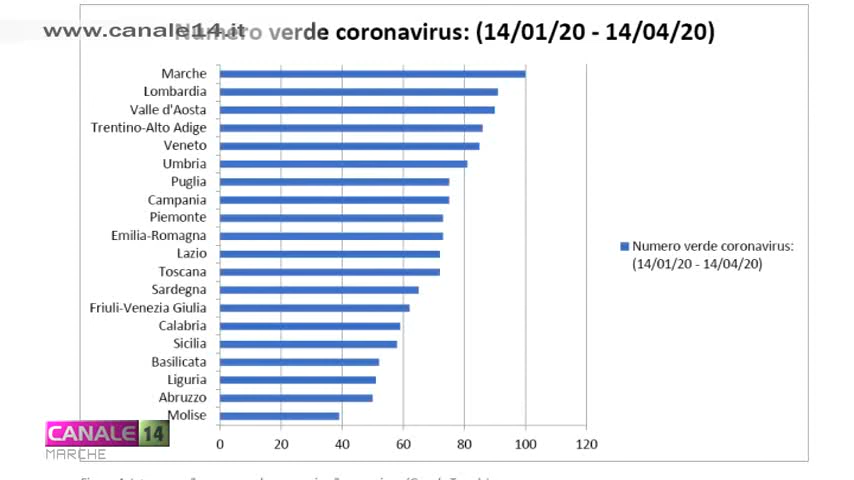 www.canale14.it
Numero verde coronavirus: (14/01/20 - 14/04/20)
Marche
Lombardia
Valle d'Aosta
Trentino-Alto Adige
Veneto
Umbria
Puglia
Campania
Piemonte
Emilia-Romagna
Lazio
Toscana
Sardegna
Friuli-Venezia Giulia
Calabria
Sicilia
Basilicata
Liguria
Abruzzo
Molise
0 20 40 60 80 100 120
Numero verde coronavirus:
(14/01/20 - 14/04/20)
CANALE 14
MARCHE